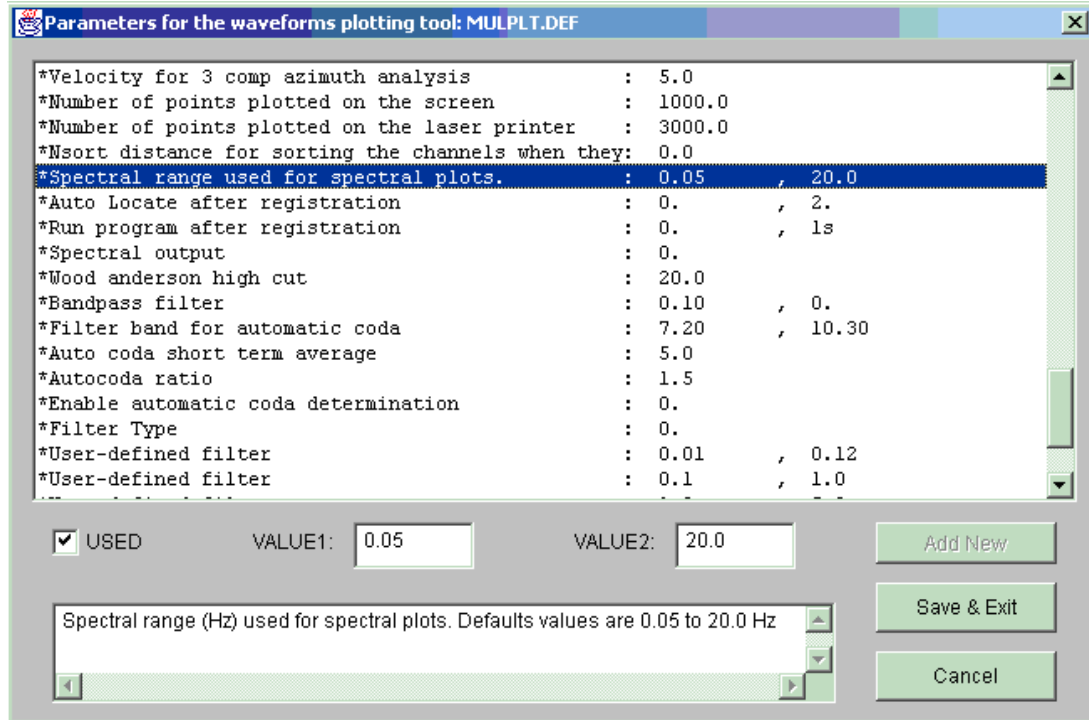 Parameters for the waveforms plotting tool: MULPLT.DEF
*Velocity for 3 comp azimuth analysis : 5.0
*Number of points plotted on the screen : 1000.0
*Number of points plotted on the laser printer : 3000.0
*Nsort distance for sorting the channels when they: 0.0
*Spectral range used for spectral plots. : 0.05 , 20.0
*Auto Locate after registration : 0. , 2.
*Run program after registration : 0. , ls
*Spectral output : 0.
*Wood anderson high cut : 20.0
*Bandpass filter : 0.10 , 0.
*Filter band for automatic coda : 7.20 , 10.30
*Auto coda short term average : 5.0
*Autocoda ratio : 1.5
*Enable automatic coda determination : 0.
*Filter Type : 0.
*User-defined filter : 0.01 , 0.12
*User-defined filter : 0.1 , 1.0
USED VALUE1: 0.05 VALUE2: 20.0 Add New
Spectral range (Hz) used for spectral plots. Defaults values are 0.05 to 20.0 Hz
Save & Exit
Cancel